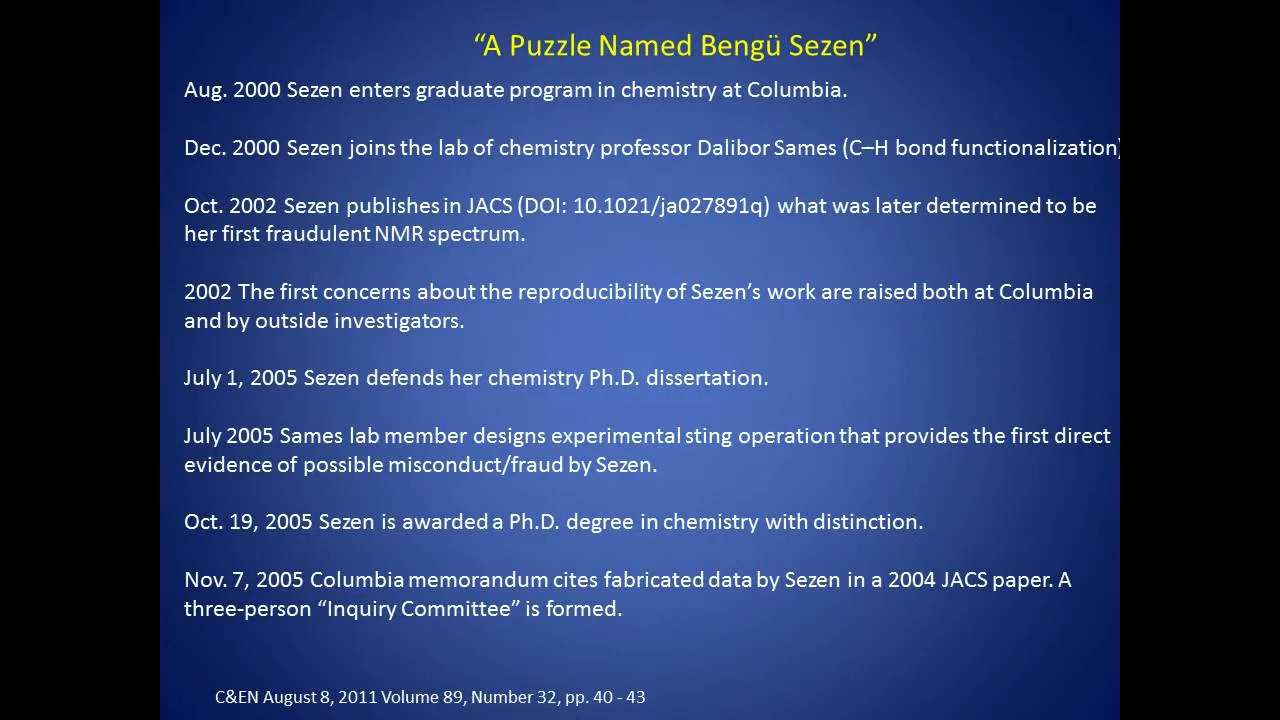 “A Puzzle Named Bengü Sezen”
Aug. 2000 Sezen enters graduate program in chemistry at Columbia.
Dec. 2000 Sezen joins the lab of chemistry professor Dalibor Sames (C–H bond functionalization)
Oct. 2002 Sezen publishes in JACS (DOI: 10.1021/ja027891q) what was later determined to be
her first fraudulent NMR spectrum.
2002 The first concerns about the reproducibility of Sezen’s work are raised both at Columbia
and by outside investigators.
July 1, 2005 Sezen defends her chemistry Ph.D. dissertation.
July 2005 Sames lab member designs experimental sting operation that provides the first direct
evidence of possible misconduct/fraud by Sezen.
Oct. 19, 2005 Sezen is awarded a Ph.D. degree in chemistry with distinction.
Nov. 7, 2005 Columbia memorandum cites fabricated data by Sezen in a 2004 JACS paper. A
three-person “Inquiry Committee” is formed.
C&EN August 8, 2011 Volume 89, Number 32, pp. 40 - 43